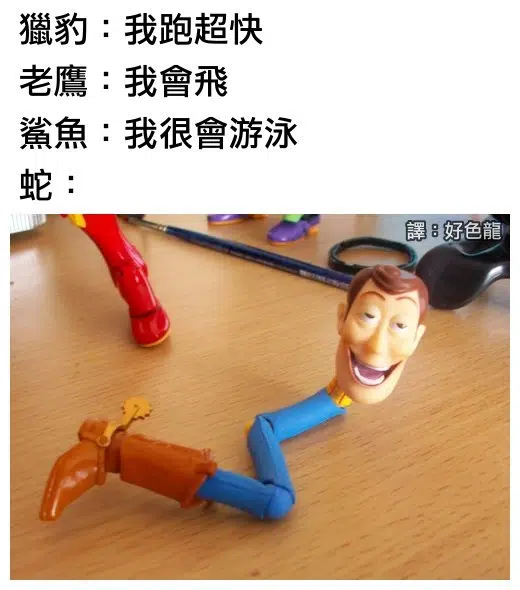 獵豹：我跑超快
老鷹：我會飛
鯊魚：我很會游泳
蛇：
譯：好色龍